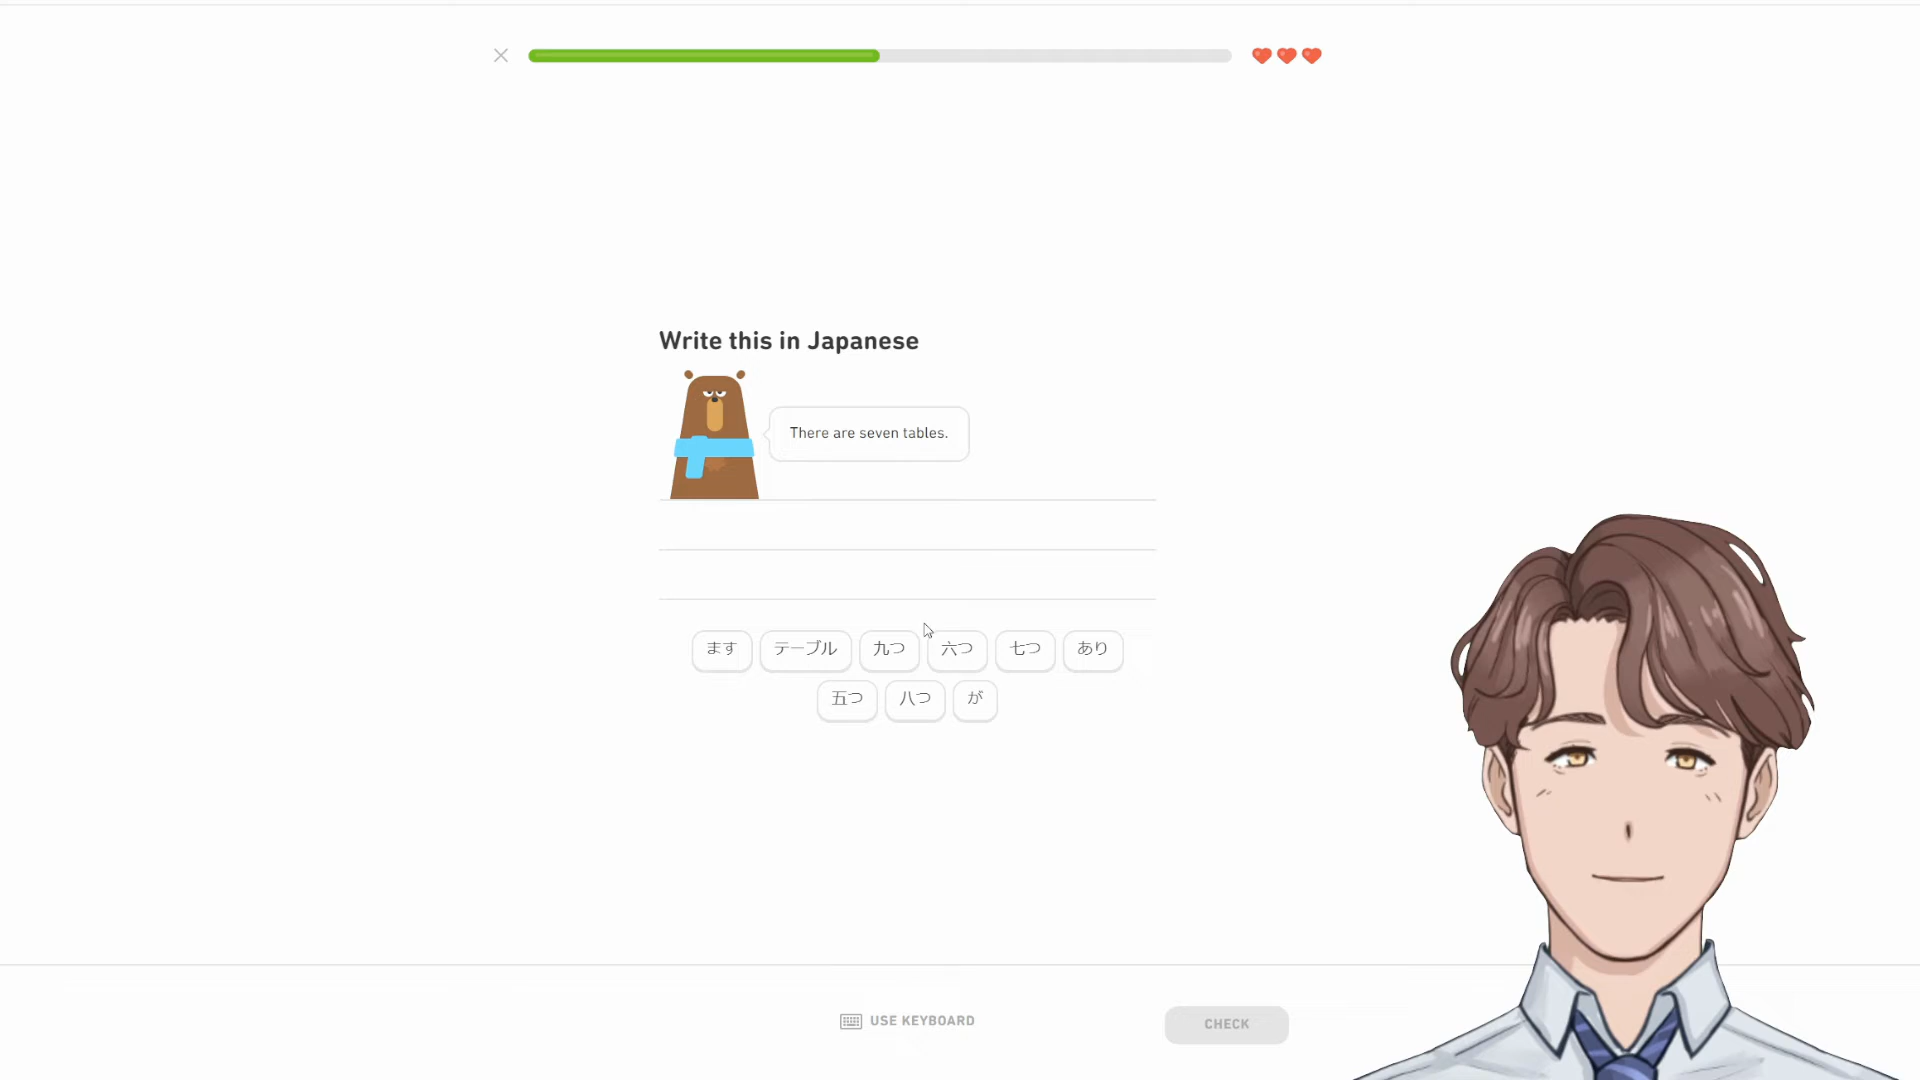 Write this in Japanese
There are seven tables.
ます テーブル 九つ 六つ 七つ あり
五つ 八つ が
USE KEYBOARD
CHECK